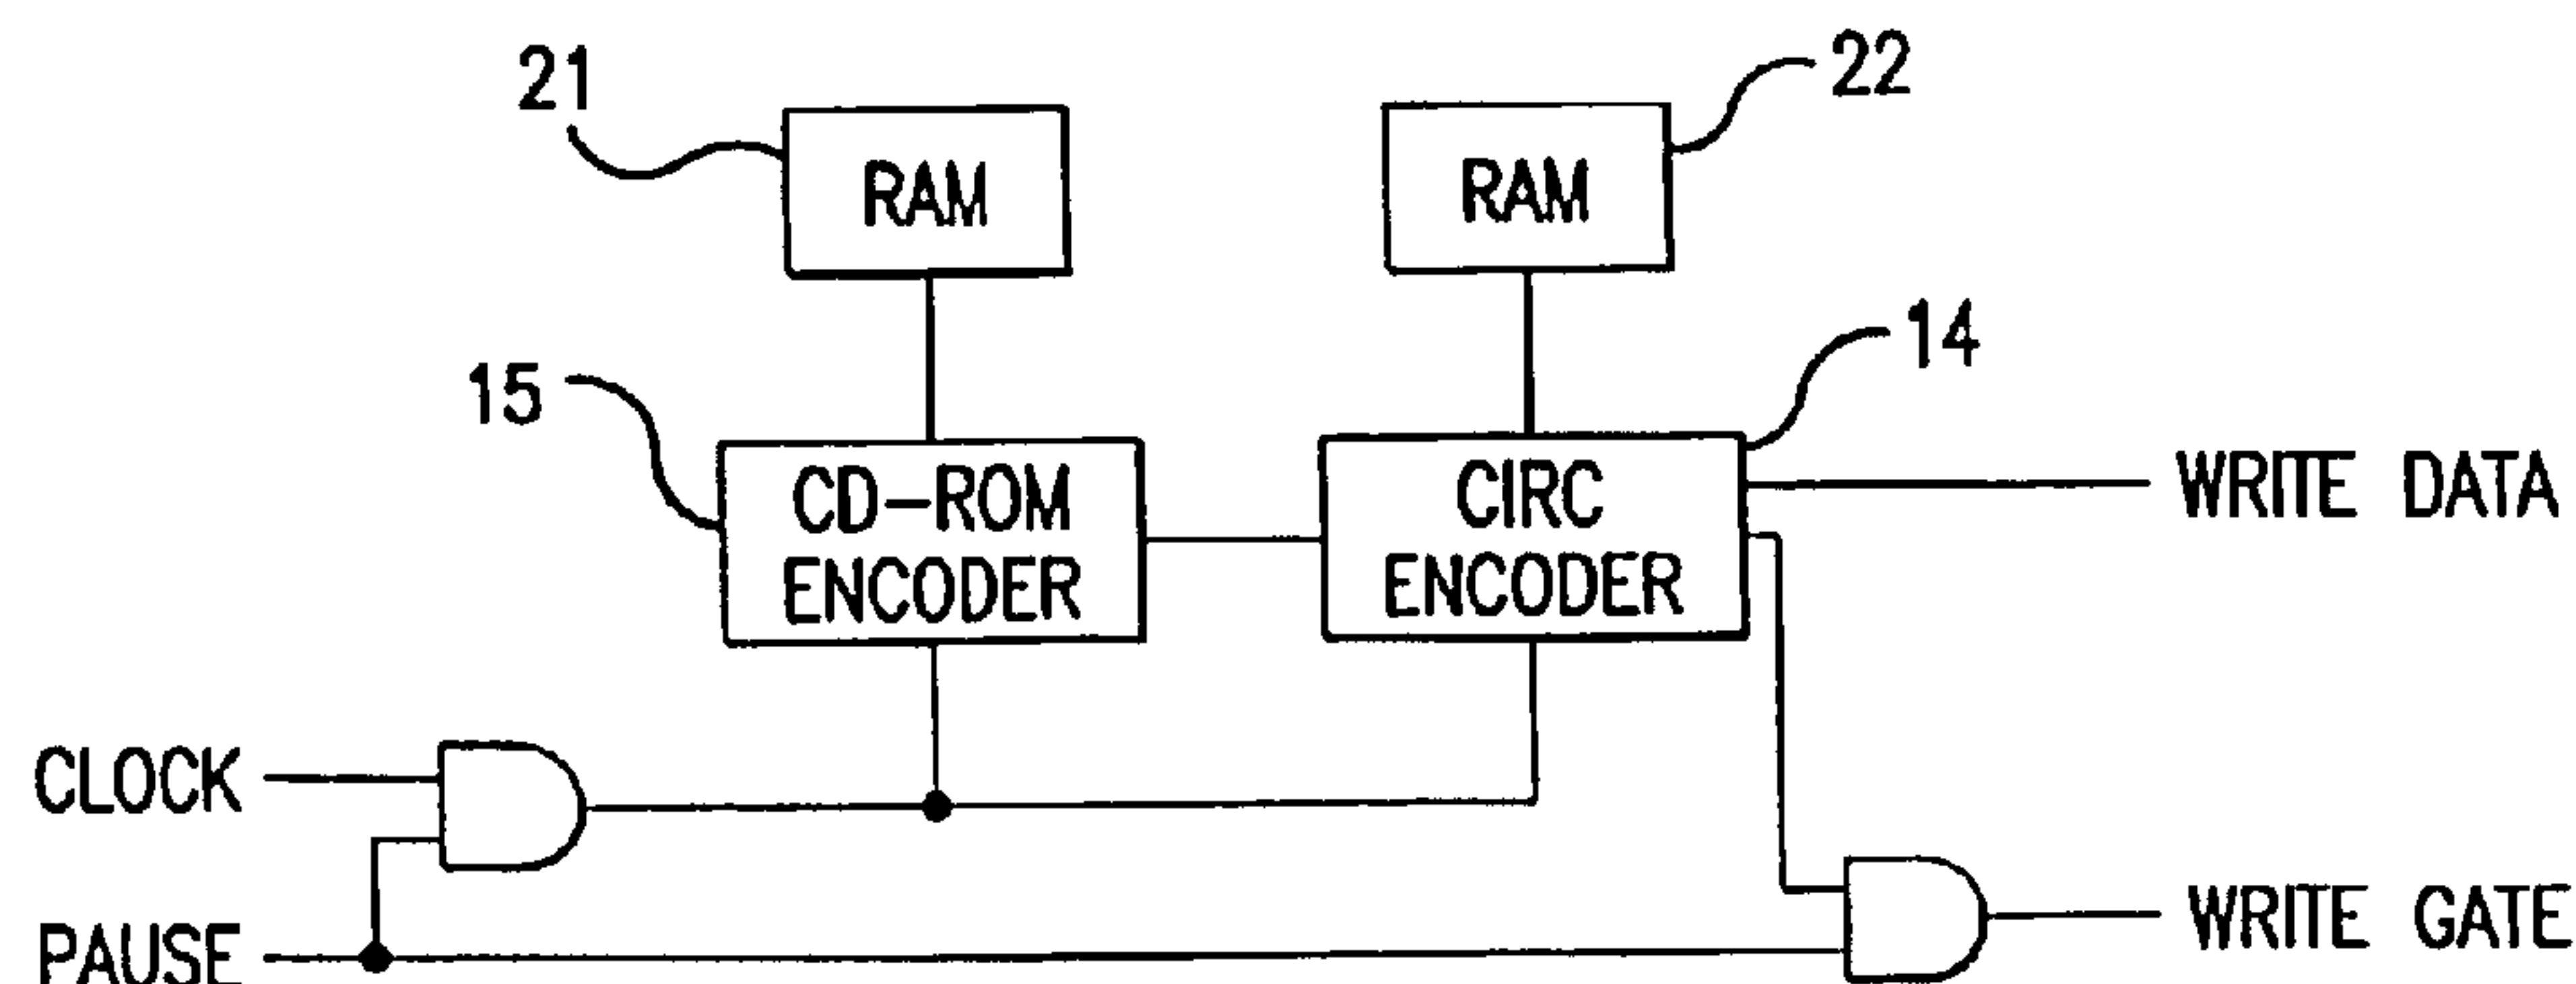 21
22
RAM
RAM
15
14
CD-ROM
ENCODER
CIRC
ENCODER
WRITE DATA
CLOCK
PAUSE
WRITE GATE